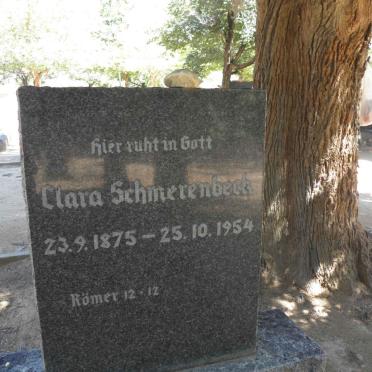 Hier ruht in Gott
Clara Schmerenbeck
23.9.1875 – 25.10.1954
Römer 12 - 12